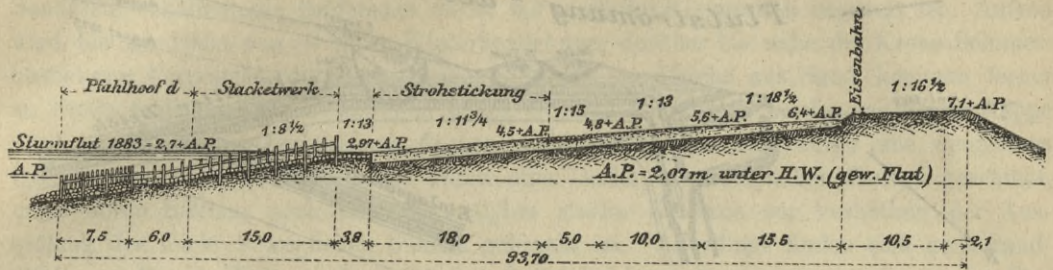 Flutströmung
Pfahlhoofd Stacketwerk Strohstickung
Eisenbahn
1:8½ 1:13 1:11¾ 1:15 1:13 1:18½ 1:16½
Sturmflut 1883 = 2,7+A.P. 2,97+A.P. 4,5+A.P. 4,8+A.P. 5,6+A.P. 6,4+A.P. 7,1+A.P.
A.P. A.P. = 2,07m unter H.W. (gew. Flut)
7,5 6,0 15,0 3,8 18,0 5,0 10,0 15,5 10,5 2,1
93,70